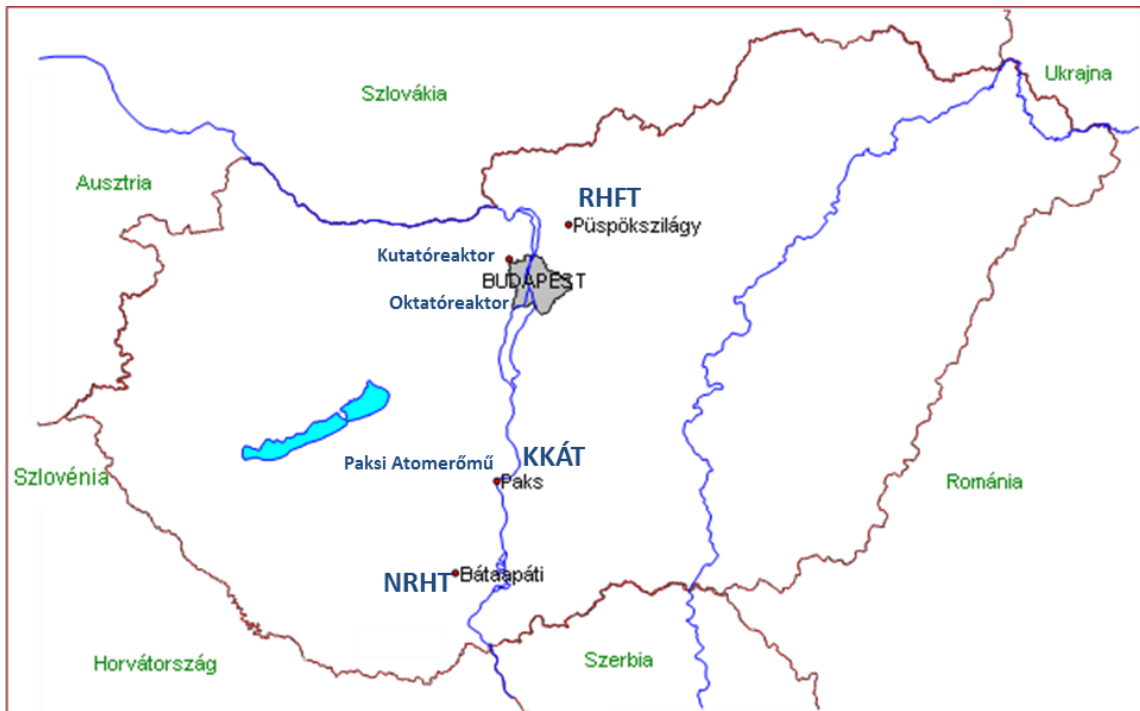 Ukrajna
Szlovákia
Ausztria
RHFT
Püspökszilágy
Kutatóreaktor
BUDAPEST
Oktatóreaktor
KKÁT
Paksi Atomerőmű
Szlovénia
Paks
Románia
NRHT
Bátaapáti
Horvátország
Szerbia